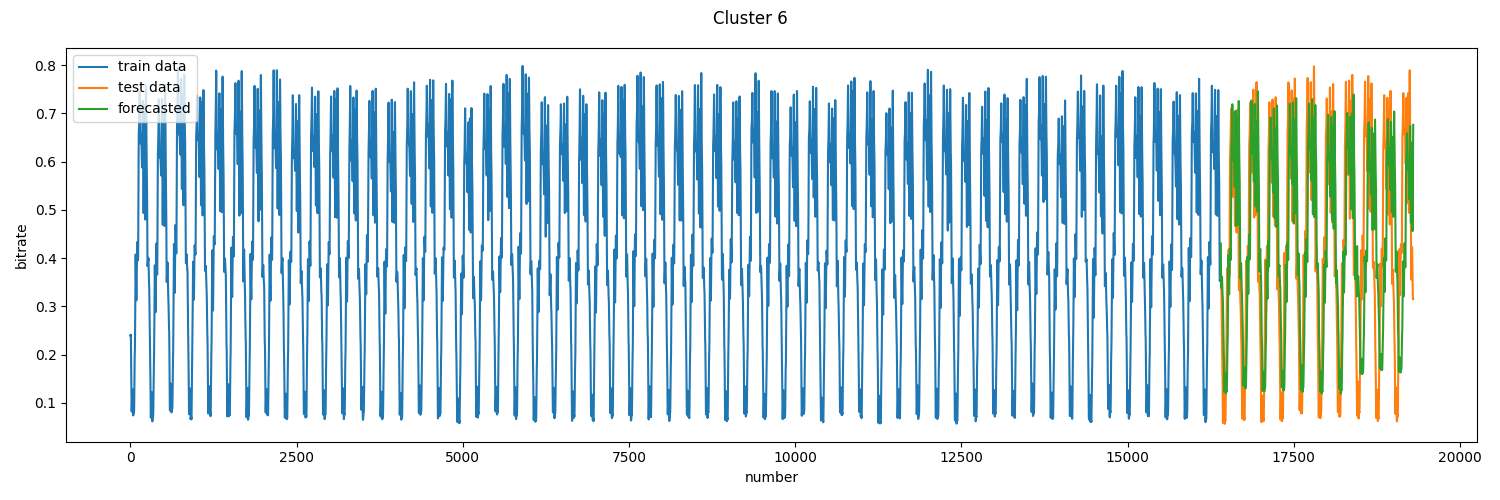 Cluster 6
train data
test data
forecasted
0.8
0.7
0.6
0.5
0.4
0.3
0.2
0.1
bitrate
0 2500 5000 7500 10000 12500 15000 17500 20000
number